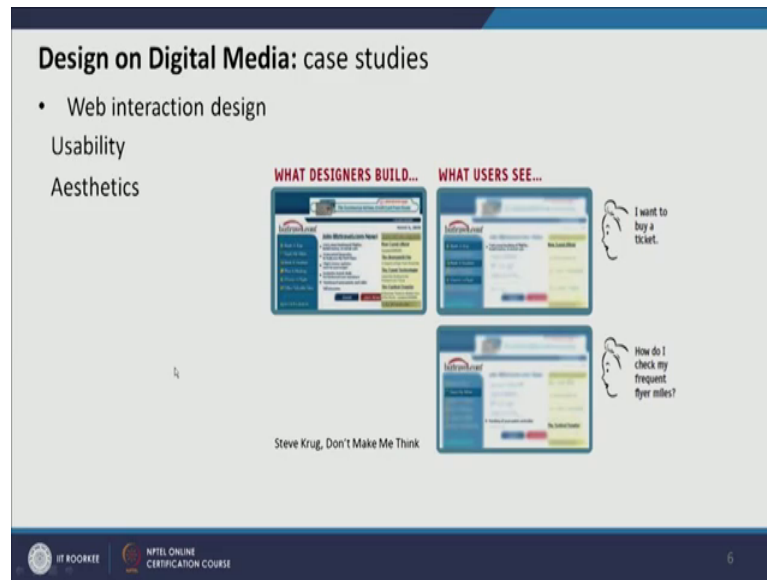 Design on Digital Media: case studies
• Web interaction design
Usability
Aesthetics
WHAT DESIGNERS BUILD...
WHAT USERS SEE...
I want to
buy a
ticket.
How do I
check my
frequent
flyer miles?
Steve Krug, Don't Make Me Think
IIT ROORKEE
NPTEL ONLINE
CERTIFICATION COURSE
6